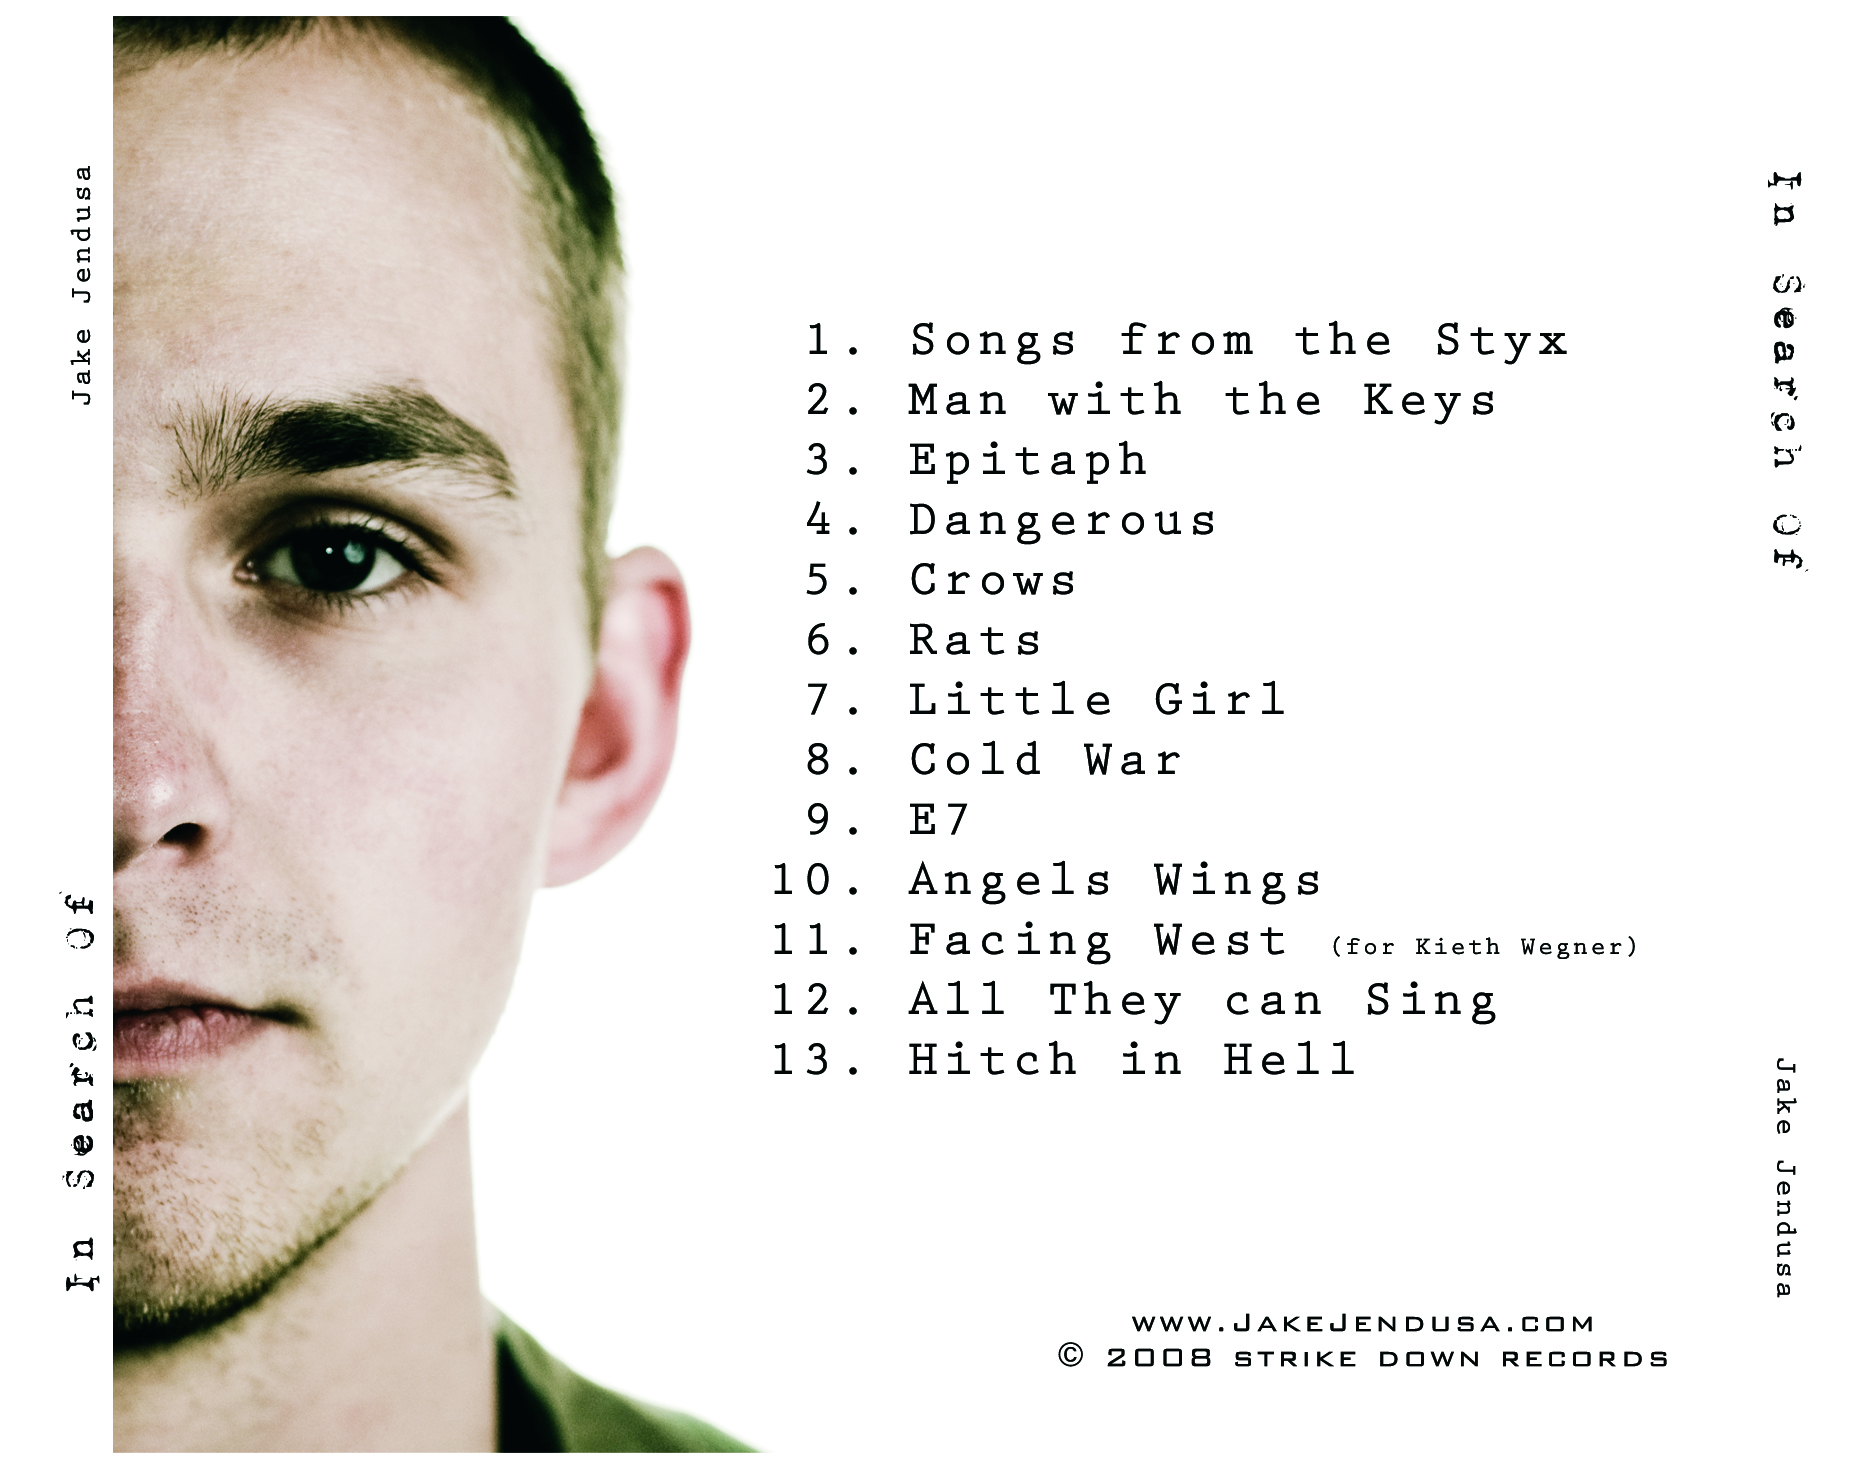 Jake Jendusa
In Search Of
1. Songs from the Styx
2. Man with the Keys
3. Epitaph
4. Dangerous
5. Crows
6. Rats
7. Little Girl
8. Cold War
9. E7
10. Angels Wings
11. Facing West (for Kieth Wegner)
12. All They can Sing
13. Hitch in Hell
www.JakeJendusa.com
© 2008 Strike Down Records
In Search Of
Jake Jendusa